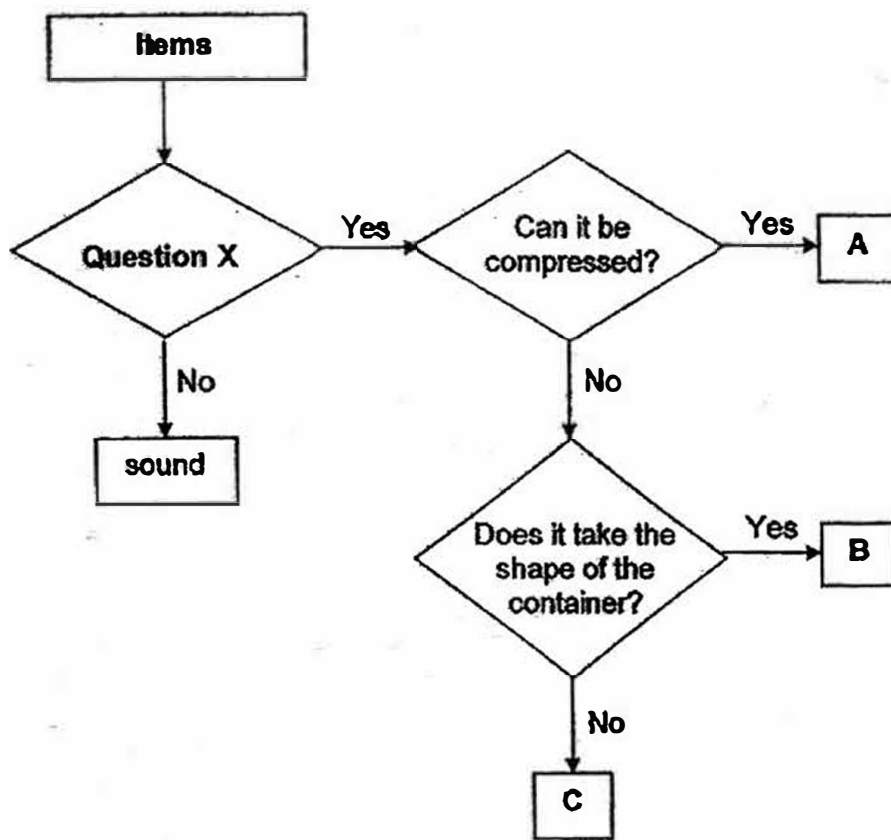 Items
Question X
Yes
Can it be
compressed?
Yes
A
No
sound
No
Does it take the
shape of the
container?
Yes
B
No
C